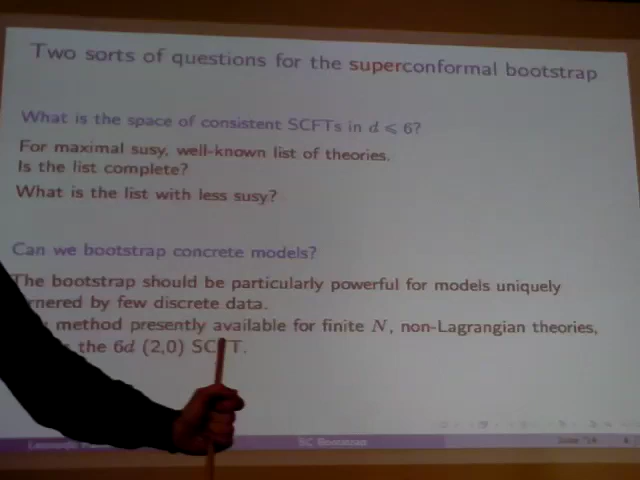 Two sorts of questions for the superconformal bootstrap
What is the space of consistent SCFTs in d ⩽ 6?
For maximal susy, well-known list of theories.
Is the list complete?
What is the list with less susy?
Can we bootstrap concrete models?
The bootstrap should be particularly powerful for models uniquely
rnered by few discrete data.
method presently available for finite N, non-Lagrangian theories,
the 6d (2,0) SCFT.
SC Bootstrap